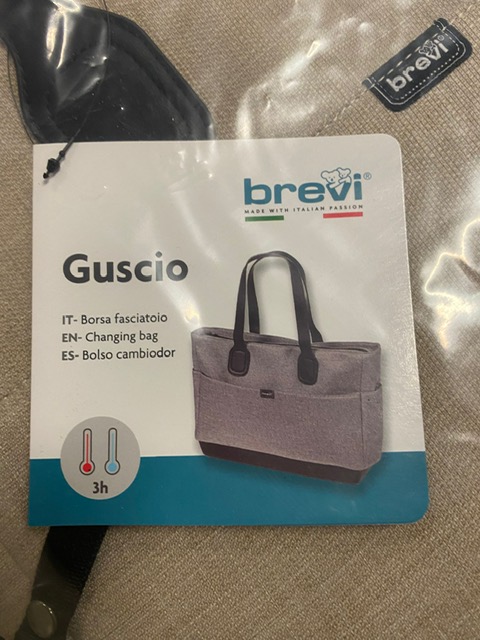 brevi
brevi®
MADE WITH ITALIAN PASSION
Guscio
IT- Borsa fasciatoio
EN- Changing bag
ES- Bolso cambiodor
3h